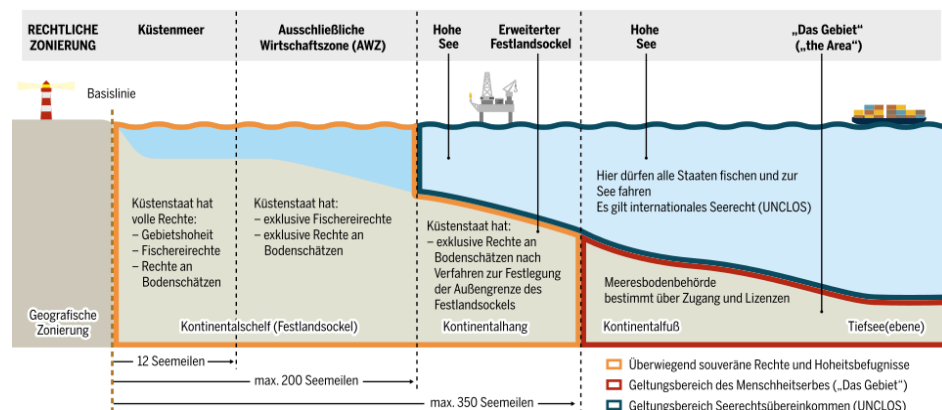 RECHTLICHE
ZONIERUNG
Küstenmeer
Ausschließliche
Wirtschaftszone (AWZ)
Hohe
See
Erweiterter
Festlandsockel
Hohe
See
„Das Gebiet“
(„the Area“)
Basislinie
Küstenstaat hat
volle Rechte:
– Gebietshoheit
– Fischereirechte
– Rechte an
Bodenschätzen
Küstenstaat hat:
– exklusive Fischereirechte
– exklusive Rechte an
Bodenschätzen
Küstenstaat hat:
– exklusive Rechte an
Bodenschätzen nach
Verfahren zur Festlegung
der Außengrenze des
Festlandsockels
Hier dürfen alle Staaten fischen und zur
See fahren
Es gilt internationales Seerecht (UNCLOS)
Meeresbodenbehörde
bestimmt über Zugang und Lizenzen
Geografische
Zonierung
Kontinentalschelf (Festlandsockel)
Kontinentalhang
Kontinentalfuß
Tiefsee(ebene)
12 Seemeilen
max. 200 Seemeilen
max. 350 Seemeilen
Überwiegend souveräne Rechte und Hoheitsbefugnisse
Geltungsbereich des Menschheitserbes („Das Gebiet“)
Geltungsbereich Seerechtsübereinkommen (UNCLOS)